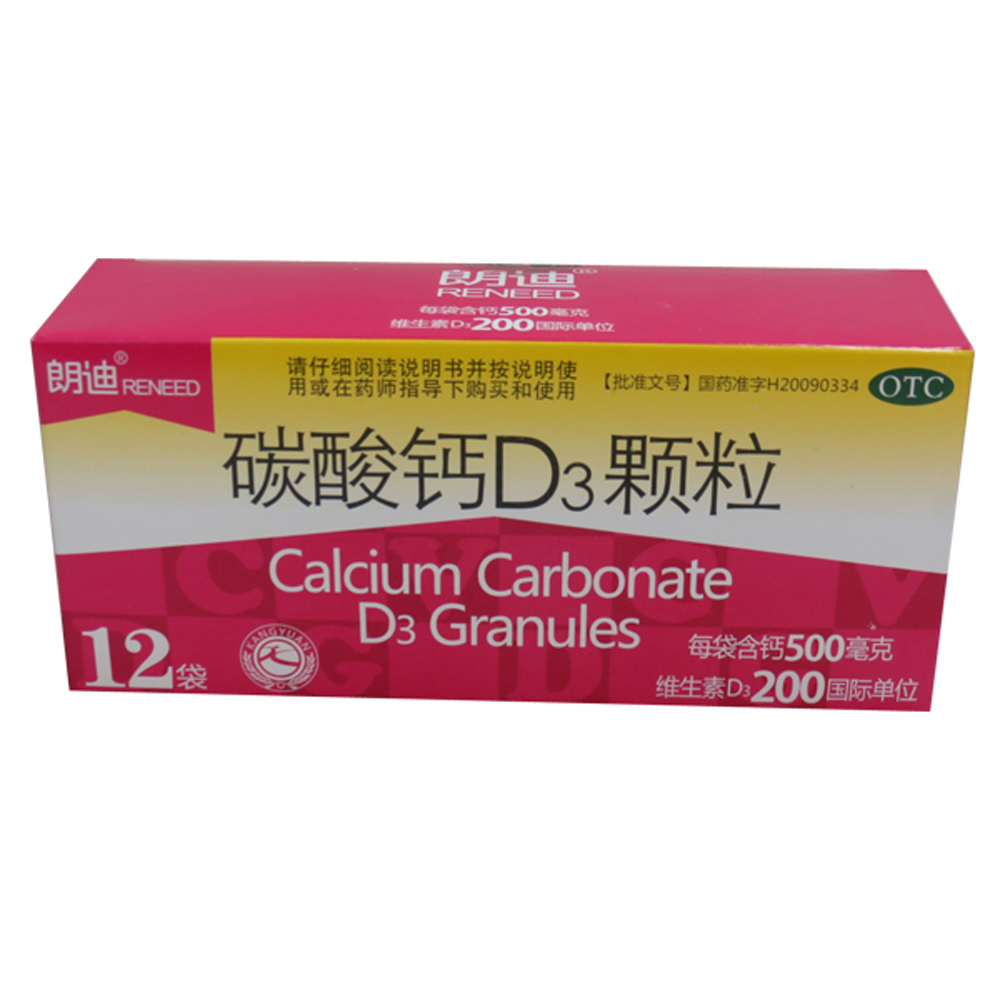 朗迪®
RENEED
每袋含钙500毫克
维生素D3200国际单位
朗迪®RENEED
请仔细阅读说明书并按说明使
用或在药师指导下购买和使用
【批准文号】国药准字H20090334
OTC
碳酸钙D3颗粒
Calcium Carbonate
D3 Granules
12袋
KANGYUAN
每袋含钙500毫克
维生素D3200国际单位